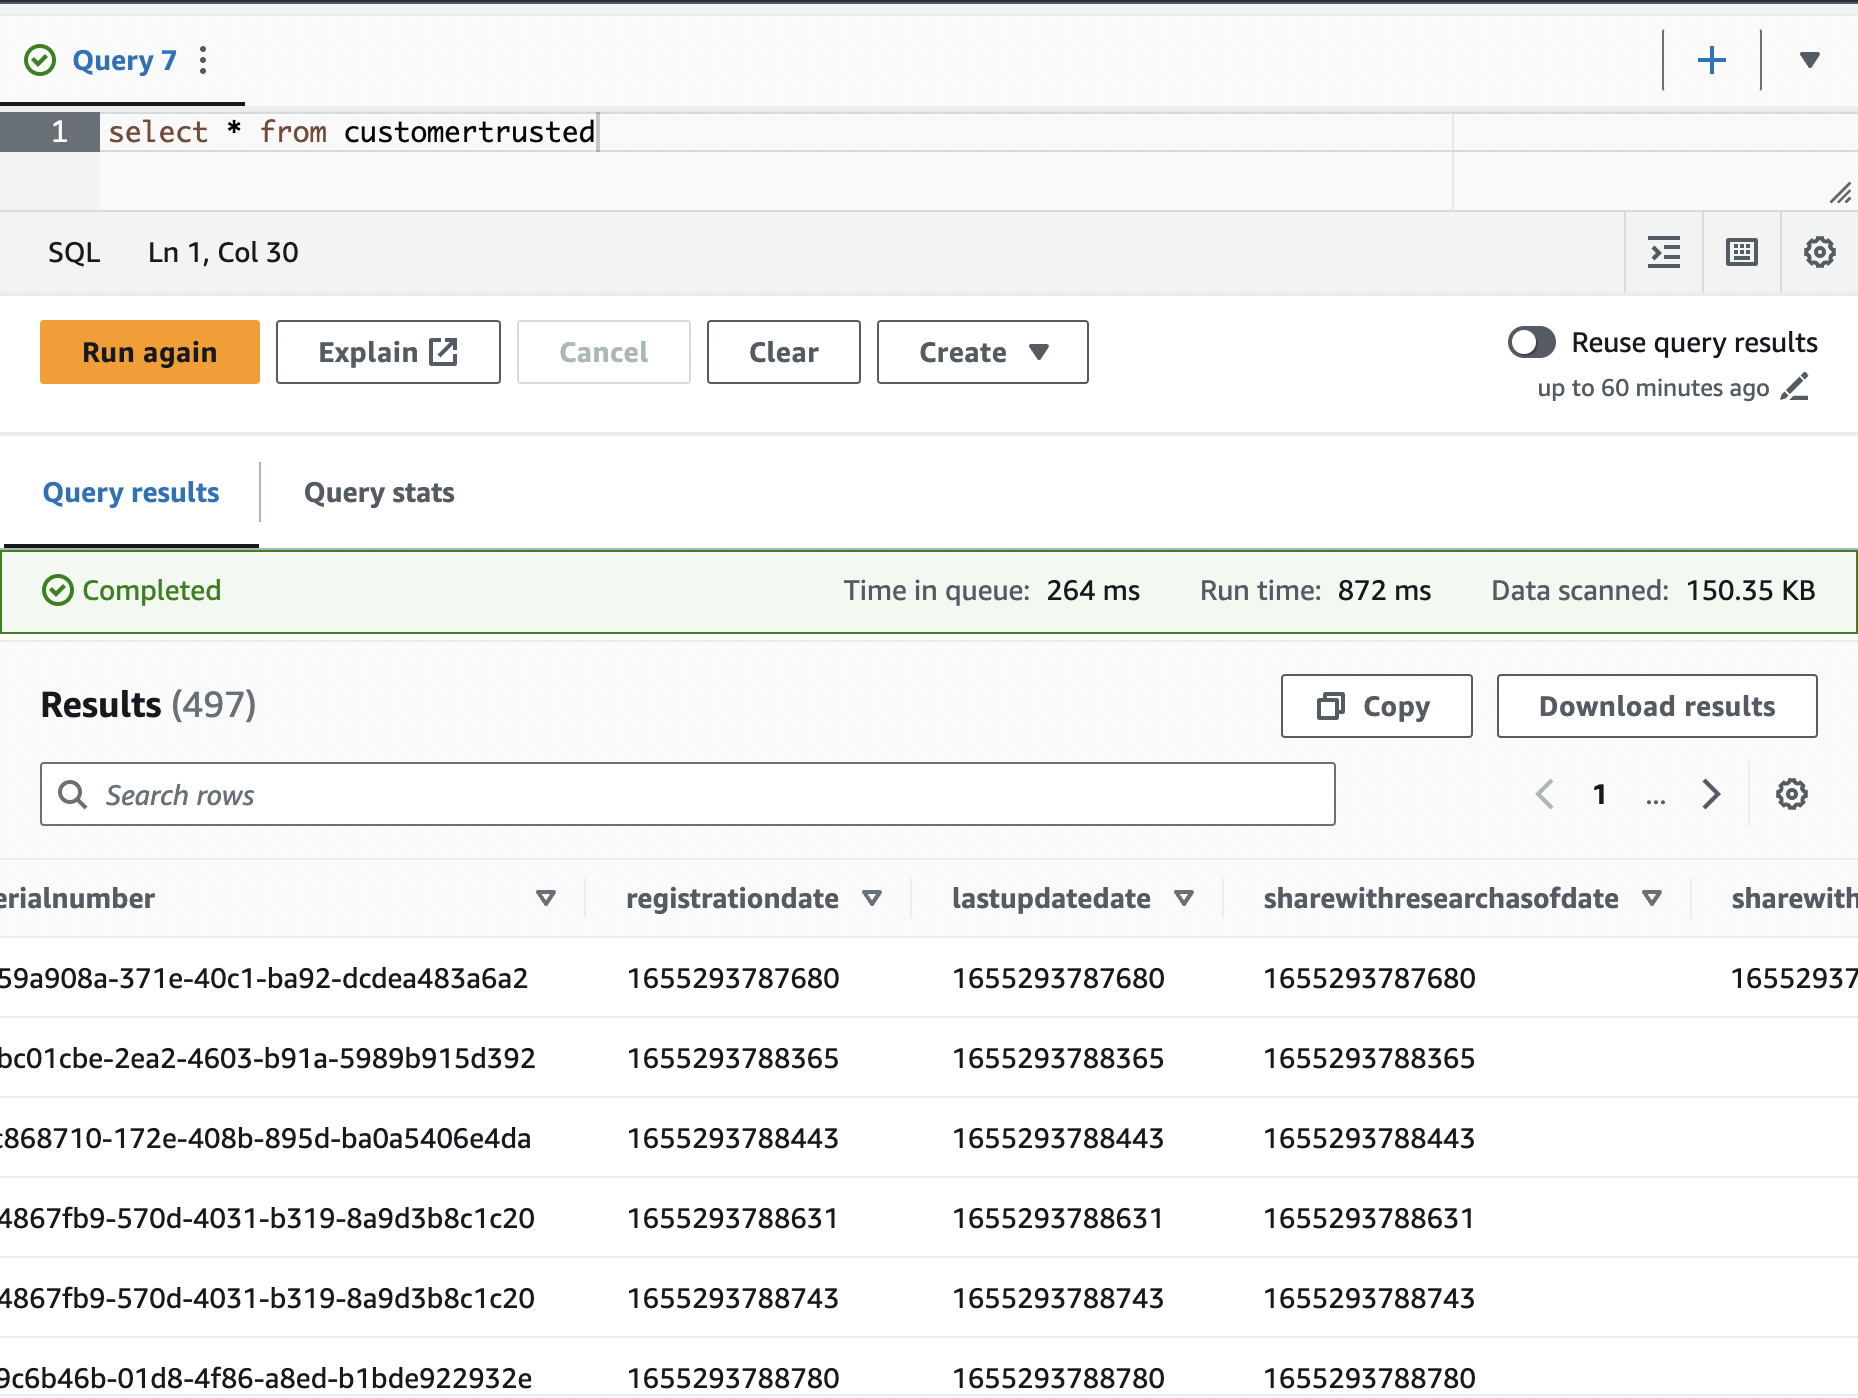 Query 7
1 select * from customertrusted
SQL Ln 1, Col 30
Run again Explain Cancel Clear Create Reuse query results
up to 60 minutes ago
Query results Query stats
Completed Time in queue: 264 ms Run time: 872 ms Data scanned: 150.35 KB
Results (497) Copy Download results
Search rows 1 ...
erialnumber registrationdate lastupdatedate sharewithresearchasofdate sharewith
59a908a-371e-40c1-ba92-dcdea483a6a2 1655293787680 1655293787680 1655293787680 16552937
bc01cbe-2ea2-4603-b91a-5989b915d392 1655293788365 1655293788365 1655293788365
c868710-172e-408b-895d-ba0a5406e4da 1655293788443 1655293788443 1655293788443
4867fb9-570d-4031-b319-8a9d3b8c1c20 1655293788631 1655293788631 1655293788631
4867fb9-570d-4031-b319-8a9d3b8c1c20 1655293788743 1655293788743 1655293788743
9c6b46b-01d8-4f86-a8ed-b1bde922932e 1655293788780 1655293788780 1655293788780